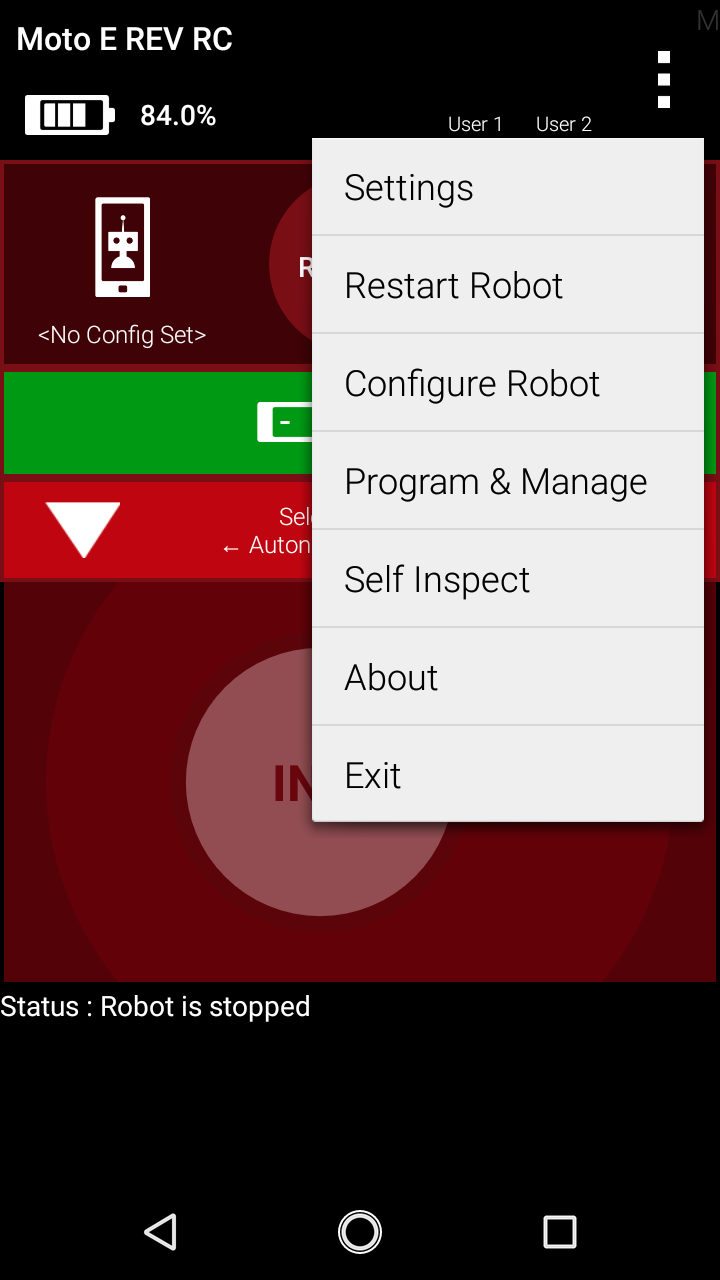 Moto E REV RC
84.0%
User 1 User 2
Settings
Restart Robot
<No Config Set>
Configure Robot
Program & Manage
← 
Self Inspect
About
Exit
Status : Robot is stopped